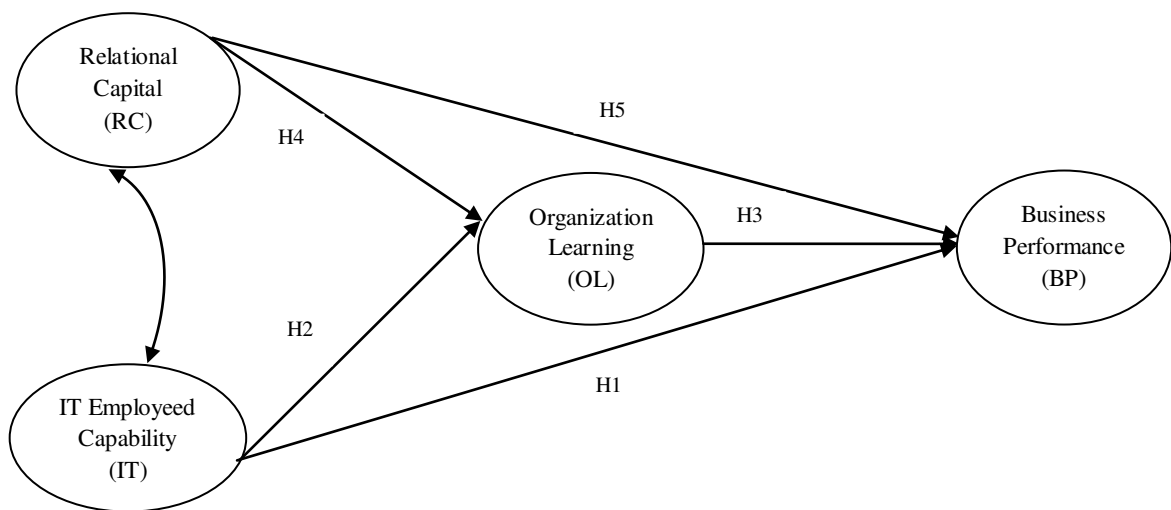 Relational
Capital
(RC)
H5
H4
Organization
Learning
(OL)
H3
Business
Performance
(BP)
H2
IT Employeed
Capability
(IT)
H1